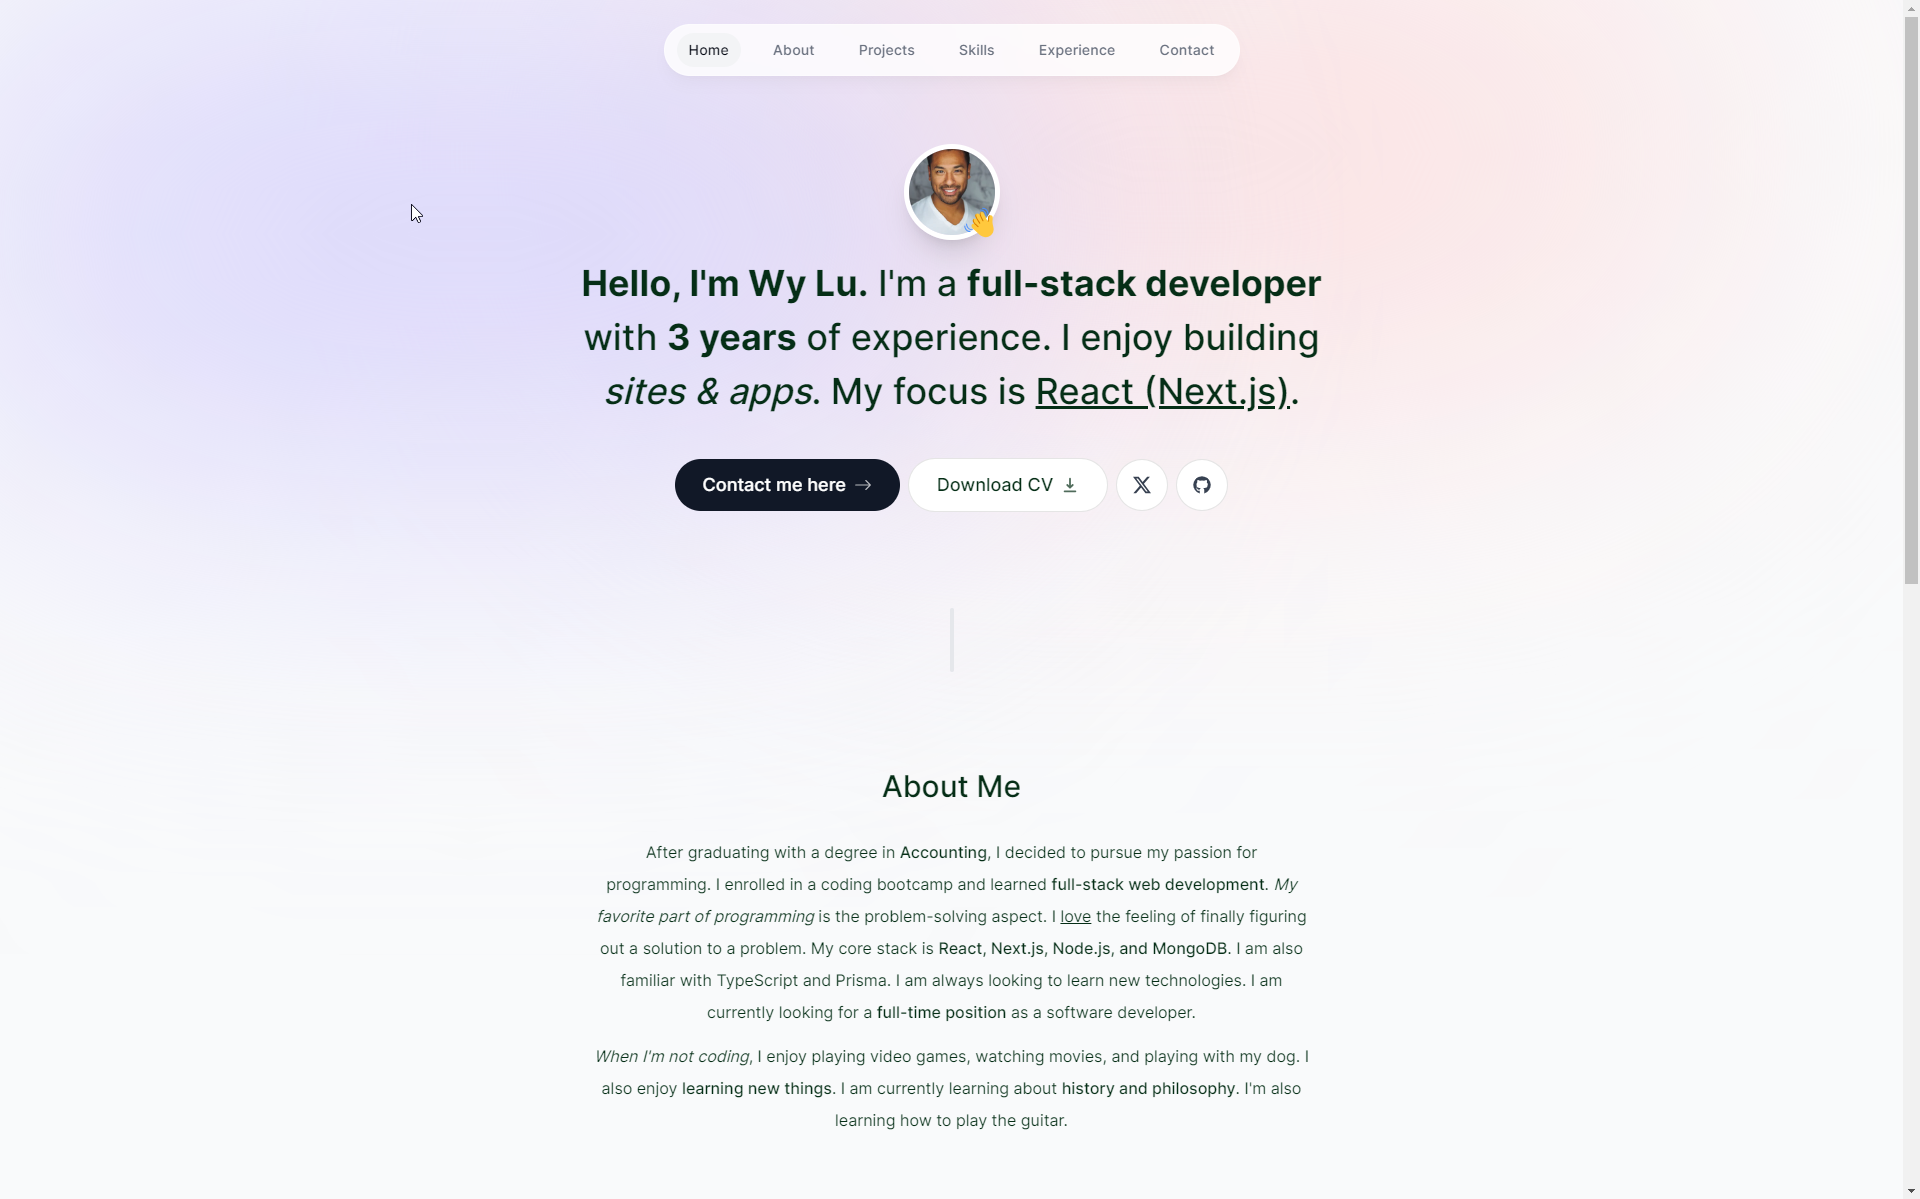 Home About Projects Skills Experience Contact
Hello, I'm Wy Lu. I'm a full-stack developer
with 3 years of experience. I enjoy building
sites & apps. My focus is React (Next.js).
Contact me here → Download CV
About Me
After graduating with a degree in Accounting, I decided to pursue my passion for
programming. I enrolled in a coding bootcamp and learned full-stack web development. My
favorite part of programming is the problem-solving aspect. I love the feeling of finally figuring
out a solution to a problem. My core stack is React, Next.js, Node.js, and MongoDB. I am also
familiar with TypeScript and Prisma. I am always looking to learn new technologies. I am
currently looking for a full-time position as a software developer.
When I'm not coding, I enjoy playing video games, watching movies, and playing with my dog. I
also enjoy learning new things. I am currently learning about history and philosophy. I'm also
learning how to play the guitar.